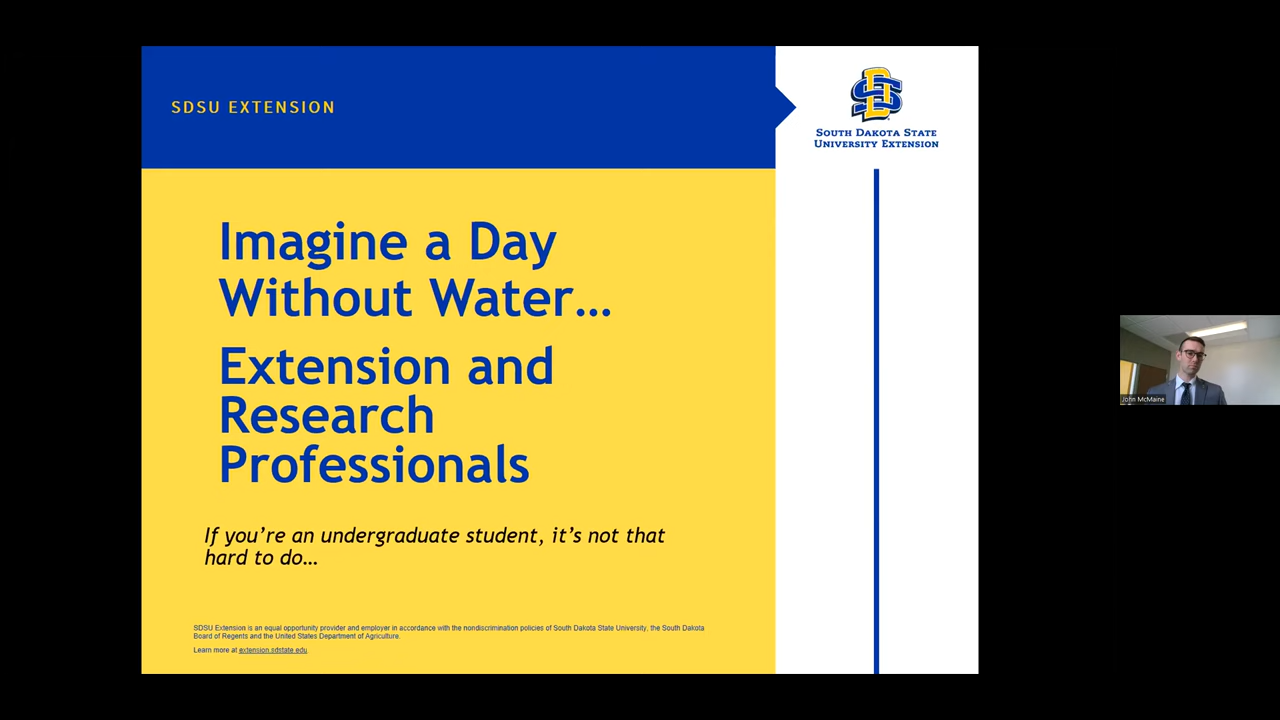 SDSU EXTENSION
SOUTH DAKOTA STATE
UNIVERSITY EXTENSION
Imagine a Day
Without Water…
Extension and
Research
Professionals
If you're an undergraduate student, it's not that
hard to do…
SDSU Extension is an equal opportunity provider and employer in accordance with the nondiscrimination policies of South Dakota State University, the South Dakota
Board of Regents and the United States Department of Agriculture.
Learn more at extension.sdstate.edu
John McMaine